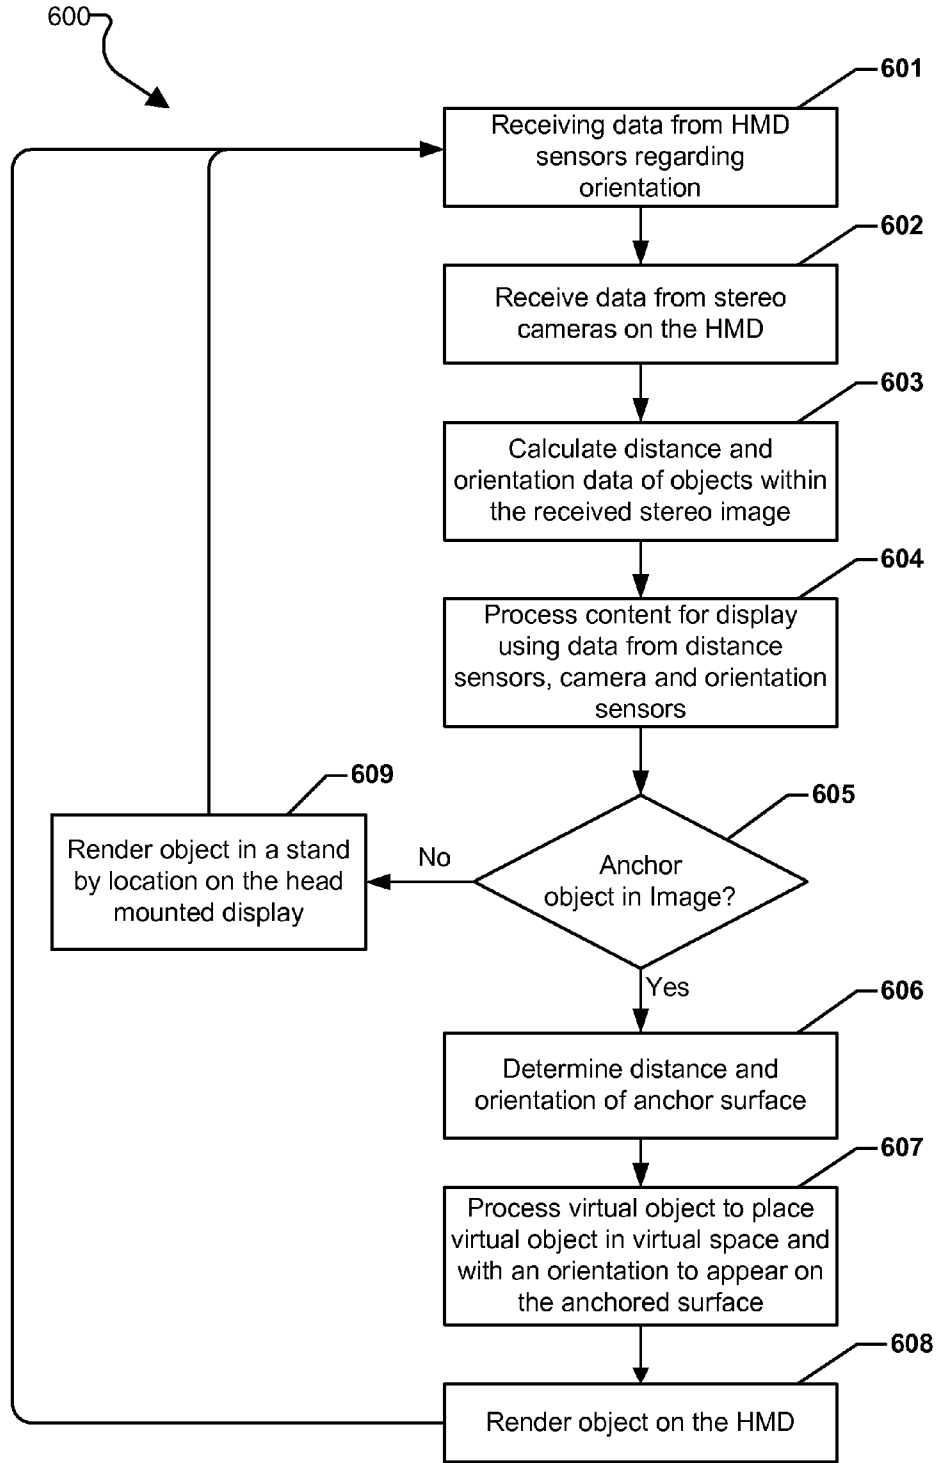 600
601
Receiving data from HMD
sensors regarding
orientation
602
Receive data from stereo
cameras on the HMD
603
Calculate distance and
orientation data of objects within
the received stereo image
604
Process content for display
using data from distance
sensors, camera and orientation
sensors
609
Render object in a stand
by location on the head
mounted display
No
605
Anchor
object in Image?
Yes
606
Determine distance and
orientation of anchor surface
607
Process virtual object to place
virtual object in virtual space and
with an orientation to appear on
the anchored surface
608
Render object on the HMD